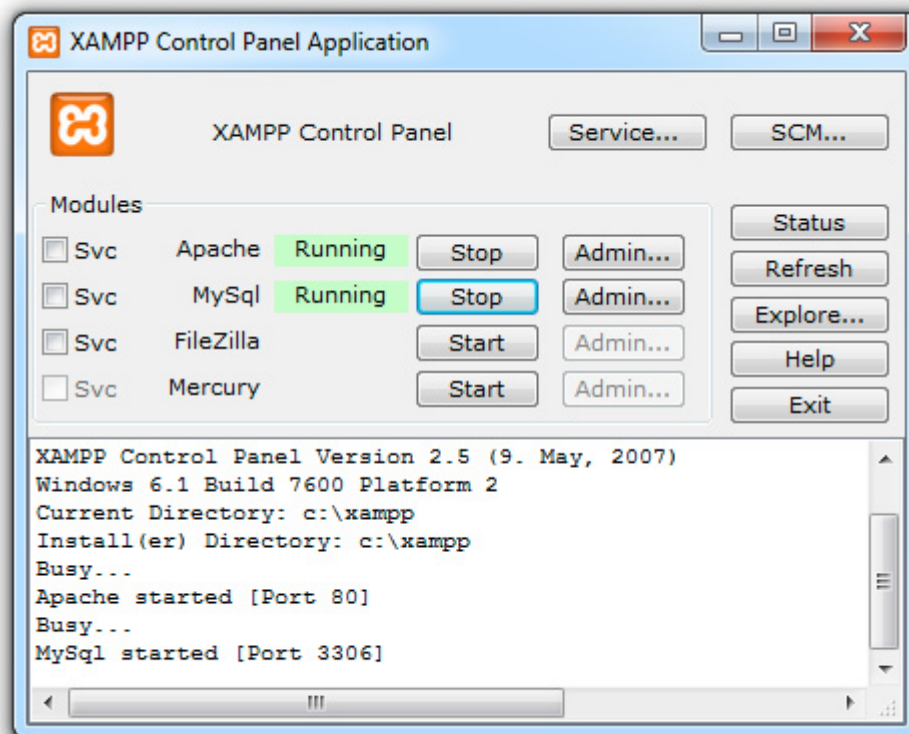 XAMPP Control Panel Application
XAMPP Control Panel Service... SCM...
Modules
Svc Apache Running Stop Admin...
Svc MySql Running Stop Admin...
Svc FileZilla Start Admin...
Svc Mercury Start Admin...
Status
Refresh
Explore...
Help
Exit
XAMPP Control Panel Version 2.5 (9. May, 2007)
Windows 6.1 Build 7600 Platform 2
Current Directory: c:\xampp
Install(er) Directory: c:\xampp
Busy...
Apache started [Port 80]
Busy...
MySql started [Port 3306]